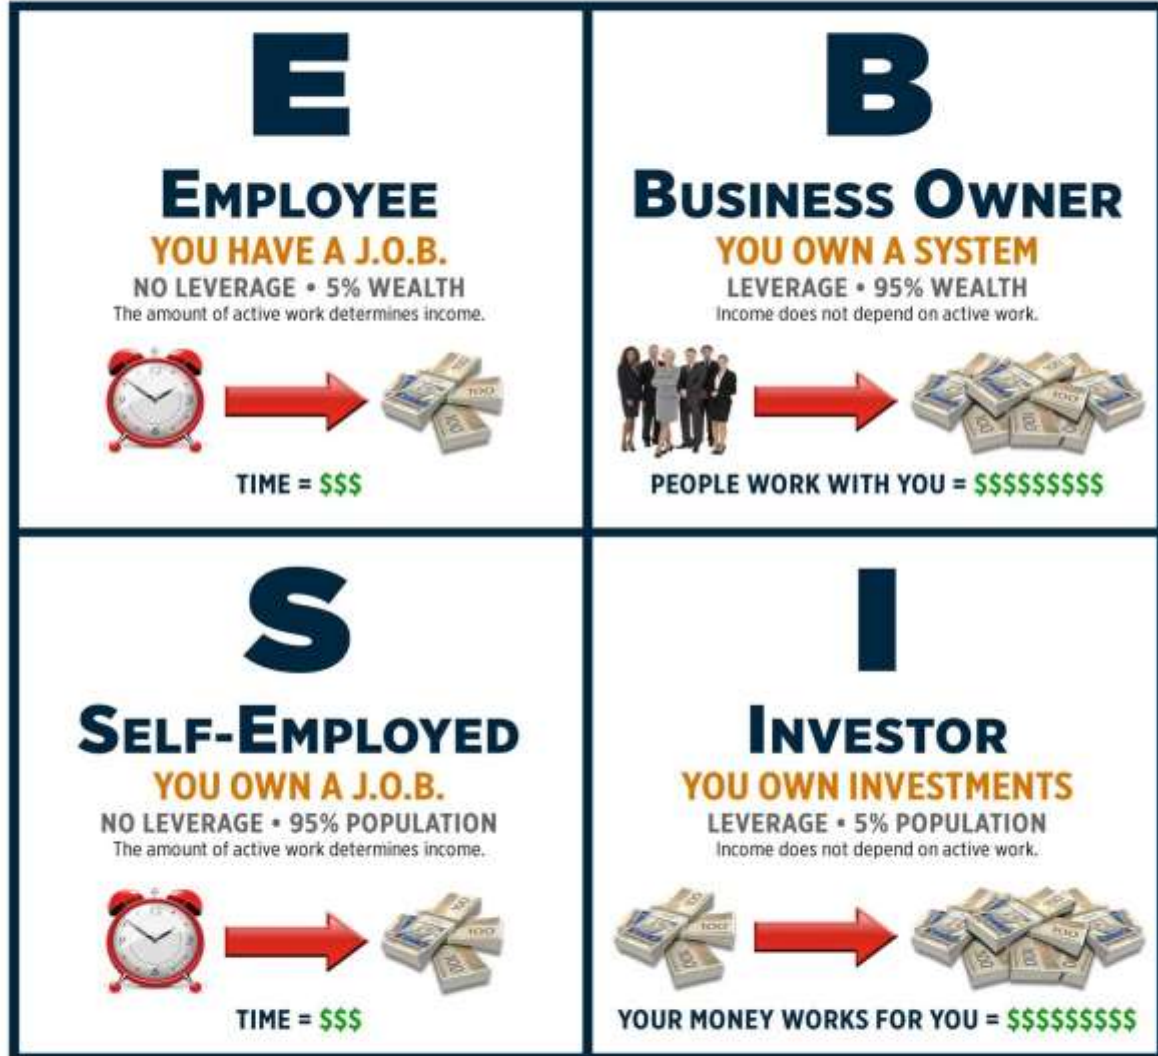 E
EMPLOYEE
YOU HAVE A J.O.B.
NO LEVERAGE • 5% WEALTH
The amount of active work determines income.
TIME = $$$
B
BUSINESS OWNER
YOU OWN A SYSTEM
LEVERAGE • 95% WEALTH
Income does not depend on active work.
PEOPLE WORK WITH YOU = $$$$$$$$$
S
SELF-EMPLOYED
YOU OWN A J.O.B.
NO LEVERAGE • 95% POPULATION
The amount of active work determines income.
TIME = $$$
I
INVESTOR
YOU OWN INVESTMENTS
LEVERAGE • 5% POPULATION
Income does not depend on active work.
YOUR MONEY WORKS FOR YOU = $$$$$$$$$